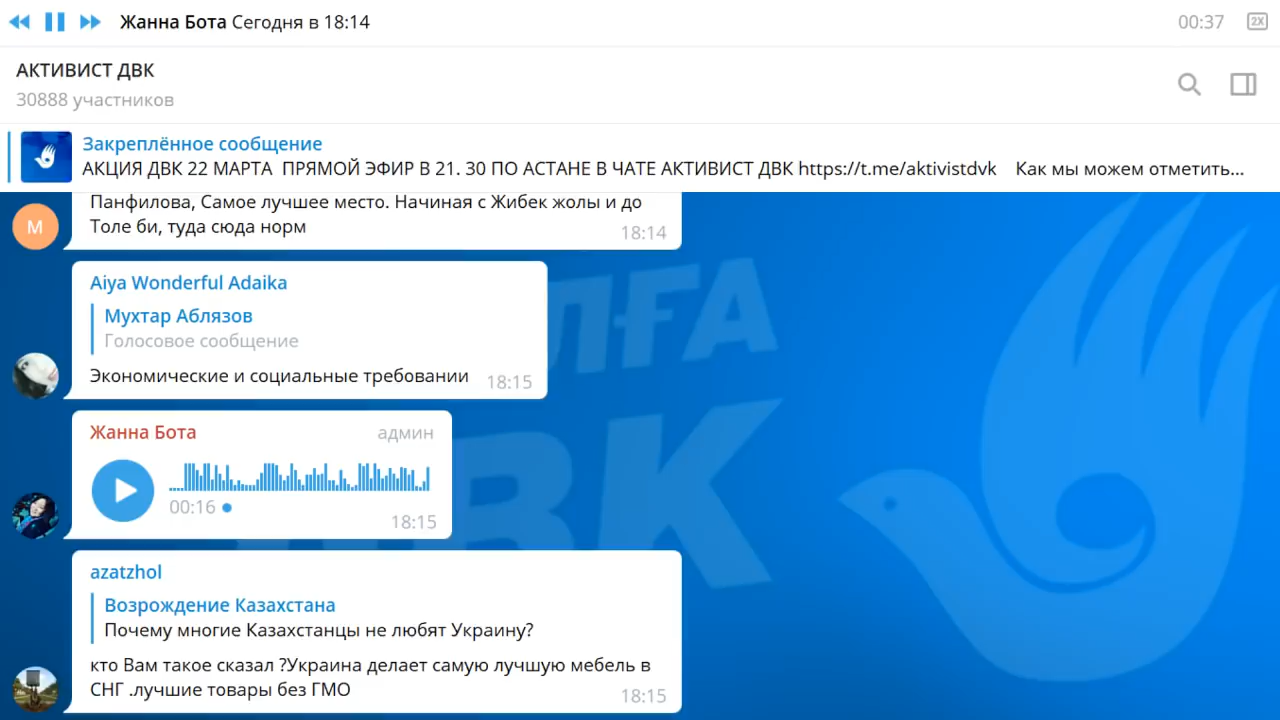 Жанна Бота Сегодня в 18:14
00:37
2X
АКТИВИСТ ДВК
30888 участников
Закреплённое сообщение
АКЦИЯ ДВК 22 МАРТА ПРЯМОЙ ЭФИР В 21. 30 ПО АСТАНЕ В ЧАТЕ АКТИВИСТ ДВК https://t.me/aktivistdvk Как мы можем отметить...
Панфилова, Самое лучшее место. Начиная с Жибек жолы и до
Толе би, туда сюда норм
18:14
М
Aiya Wonderful Adaika
Мухтар Аблязов
Голосовое сообщение
Экономические и социальные требовании
18:15
Жанна Бота
админ
00:16
18:15
azatzhol
Возрождение Казахстана
Почему многие Казахстанцы не любят Украину?
кто Вам такое сказал ?Украина делает самую лучшую мебель в
СНГ .лучшие товары без ГМО
18:15